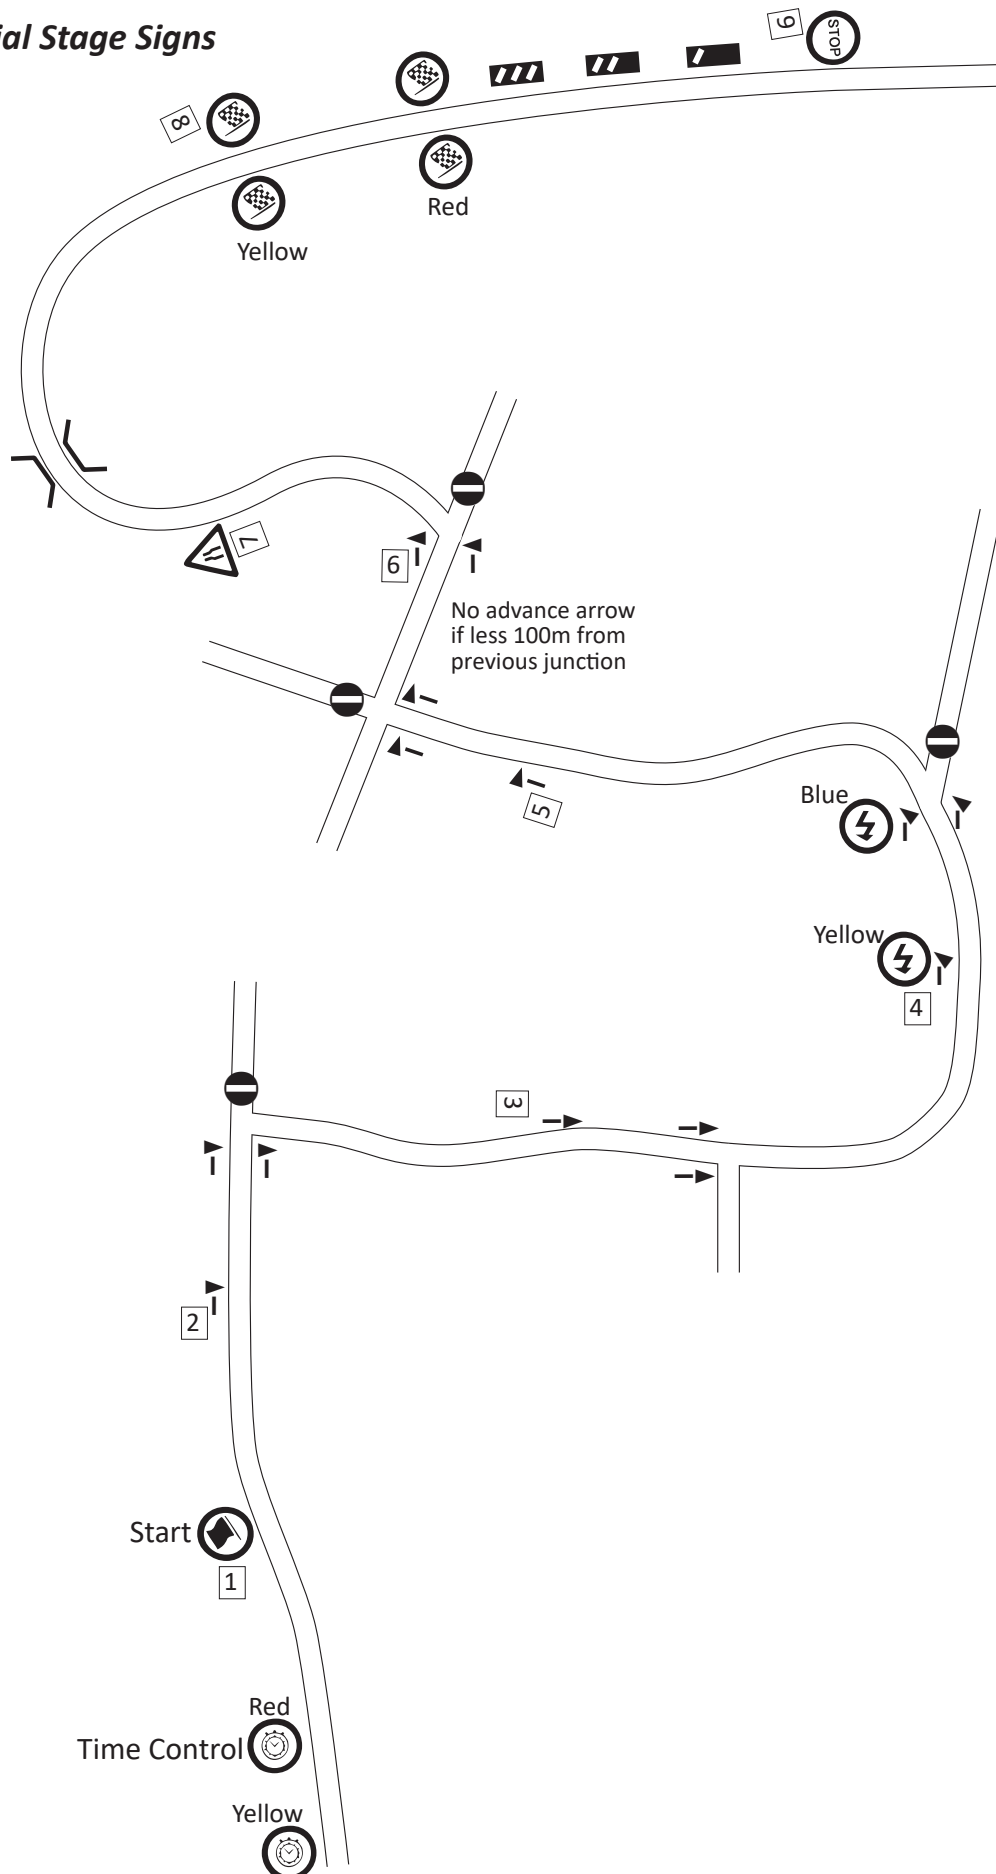 ial Stage Signs
9
STOP
8
Red
Yellow
7
6
No advance arrow
if less 100m from
previous junction
Blue
5
Yellow
4
3
2
Start
1
Red
Time Control
Yellow